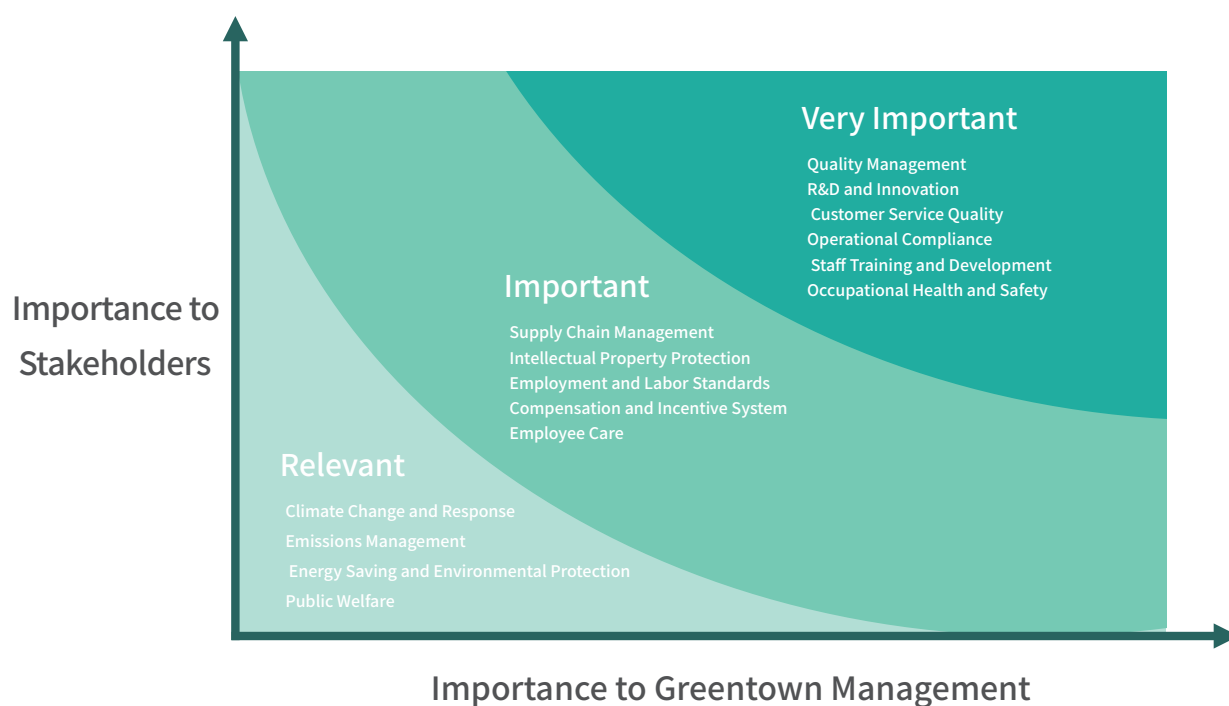 Very Important
Quality Management
R&D and Innovation
Customer Service Quality
Operational Compliance
Staff Training and Development
Occupational Health and Safety
Important
Supply Chain Management
Intellectual Property Protection
Employment and Labor Standards
Compensation and Incentive System
Employee Care
Importance to
Stakeholders
Relevant
Climate Change and Response
Emissions Management
Energy Saving and Environmental Protection
Public Welfare
Importance to Greentown Management